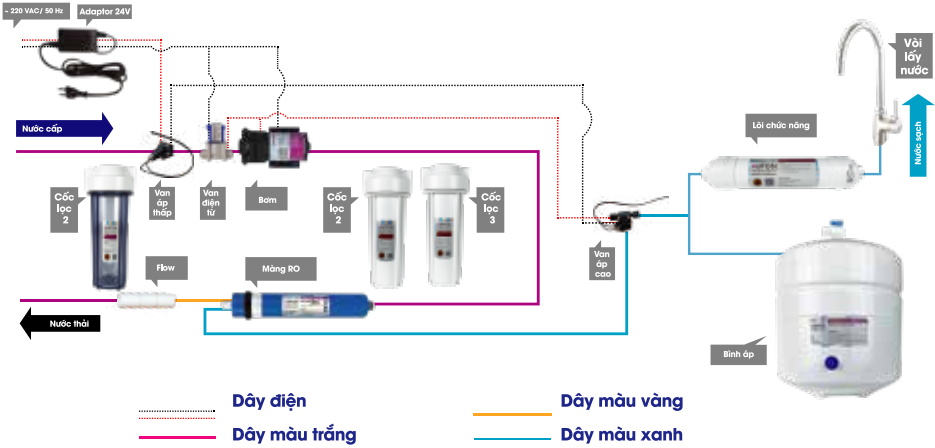 ~ 220 VAC/ 50 Hz
Adaptor 24V
Vòi
lấy
nước
Nước cấp
Nước sạch
Lõi chức năng
Cốc
lọc
2
Van
áp
thấp
Van
điện
từ
Bơm
Cốc
lọc
2
Cốc
lọc
3
Van
áp
cao
Flow
Màng RO
Nước thải
Bình áp
Dây điện
Dây màu vàng
Dây màu trắng
Dây màu xanh